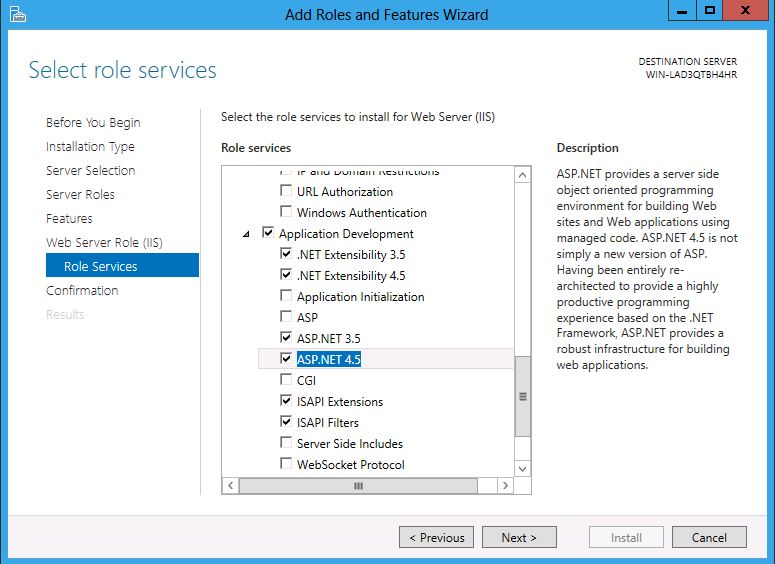 Add Roles and Features Wizard
Select role services
DESTINATION SERVER
WIN-LAD3QTBH4HR
Before You Begin
Installation Type
Server Selection
Server Roles
Features
Web Server Role (IIS)
Role Services
Confirmation
Results
Select the role services to install for Web Server (IIS)
Role services
IP and Domain Restrictions
URL Authorization
Windows Authentication
Application Development
.NET Extensibility 3.5
.NET Extensibility 4.5
Application Initialization
ASP
ASP.NET 3.5
ASP.NET 4.5
CGI
ISAPI Extensions
ISAPI Filters
Server Side Includes
WebSocket Protocol
Description
ASP.NET provides a server side
object oriented programming
environment for building Web
sites and Web applications using
managed code. ASP.NET 4.5 is not
simply a new version of ASP.
Having been entirely re-
architected to provide a highly
productive programming
experience based on the .NET
Framework, ASP.NET provides a
robust infrastructure for building
web applications.
< Previous
Next >
Install
Cancel